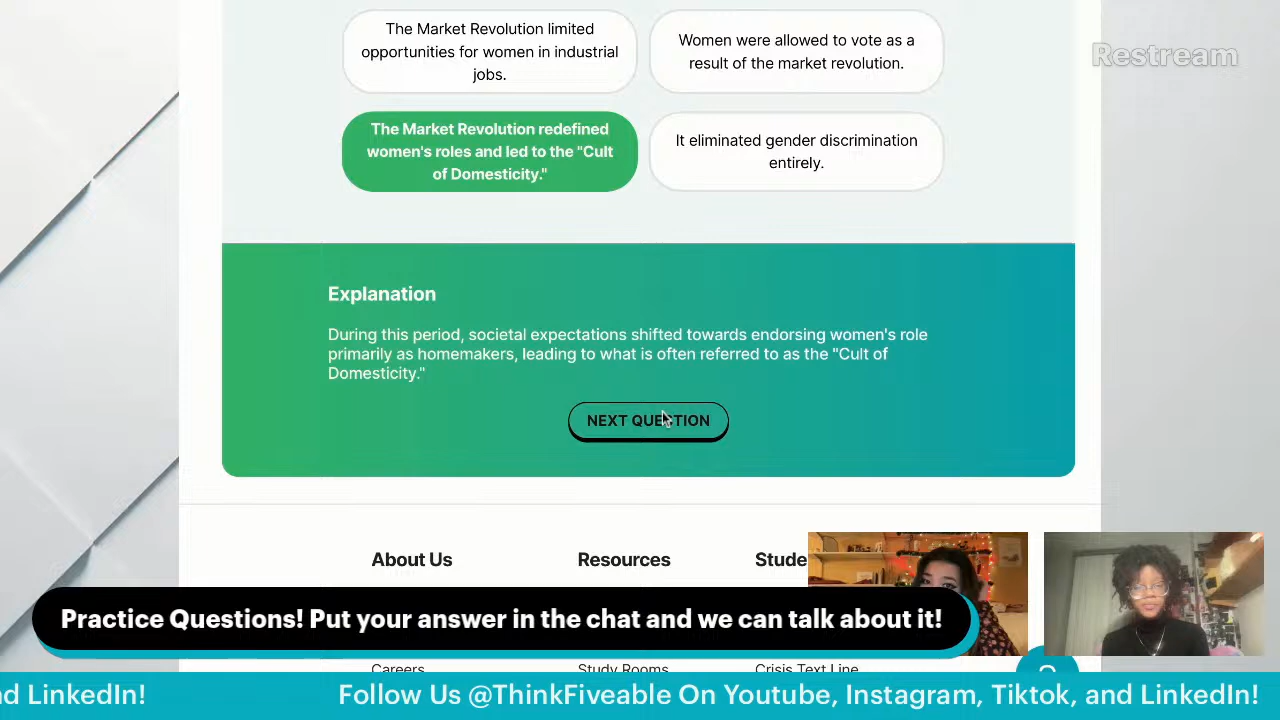 The Market Revolution limited
opportunities for women in industrial
jobs.
Women were allowed to vote as a
result of the market revolution.
Restream
The Market Revolution redefined
women's roles and led to the "Cult
of Domesticity."
It eliminated gender discrimination
entirely.
Explanation
During this period, societal expectations shifted towards endorsing women's role
primarily as homemakers, leading to what is often referred to as the "Cult of
Domesticity."
NEXT QUESTION
About Us
Resources
Stude
Practice Questions! Put your answer in the chat and we can talk about it!
Careers
Study Rooms
Crisis Text Line
?
nd LinkedIn!
Follow Us @ThinkFiveable On Youtube, Instagram, Tiktok, and LinkedIn!